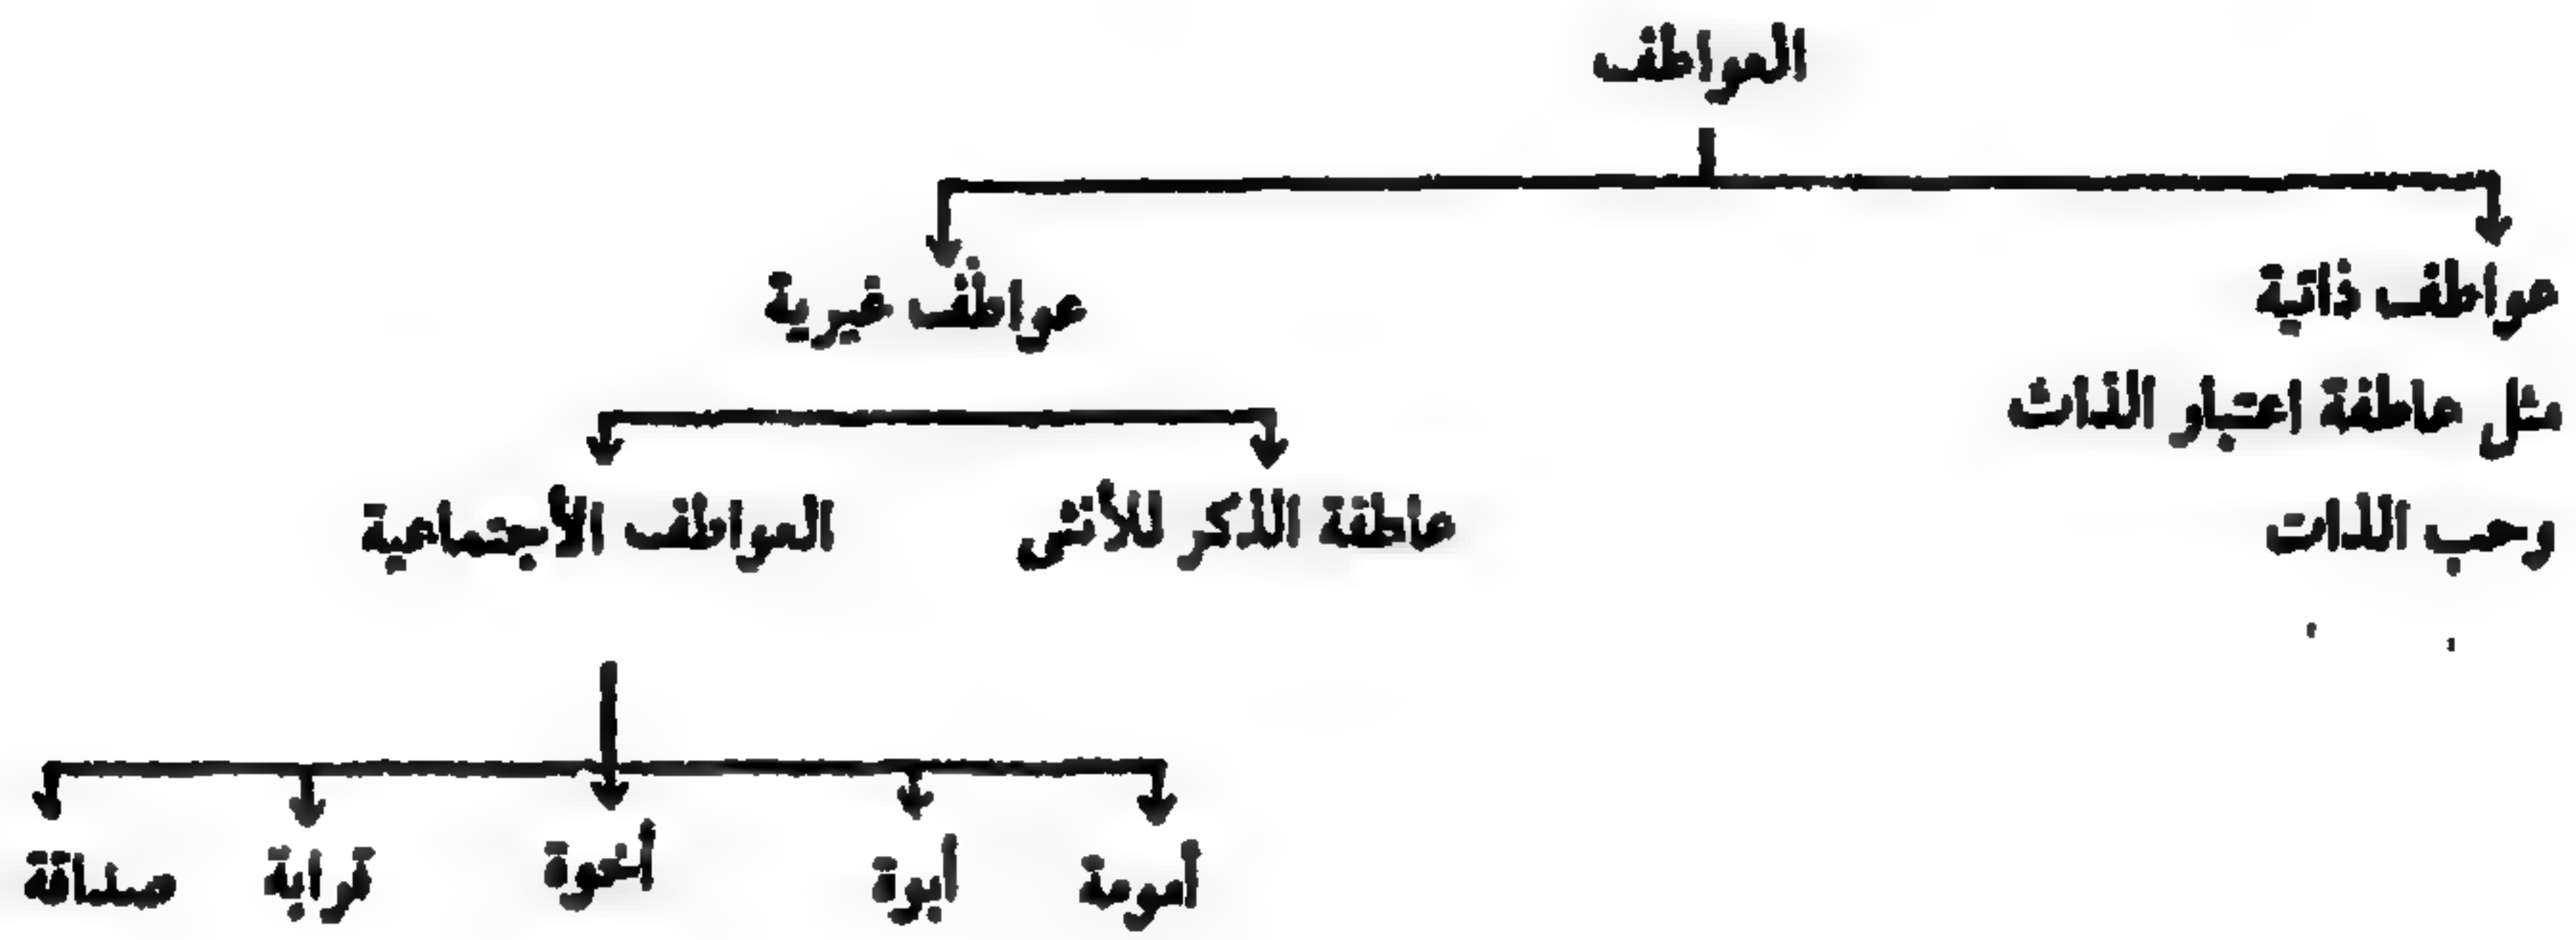 العواطف
عواطف ذاتية
عواطف غيرية
مثل عاطفة اعتبار الذات
وحب الذات
عاطفة الذكر للأنثى
العواطف الأجتماعية
أمومة
أبوة
أخوة
قرابة
صداقة